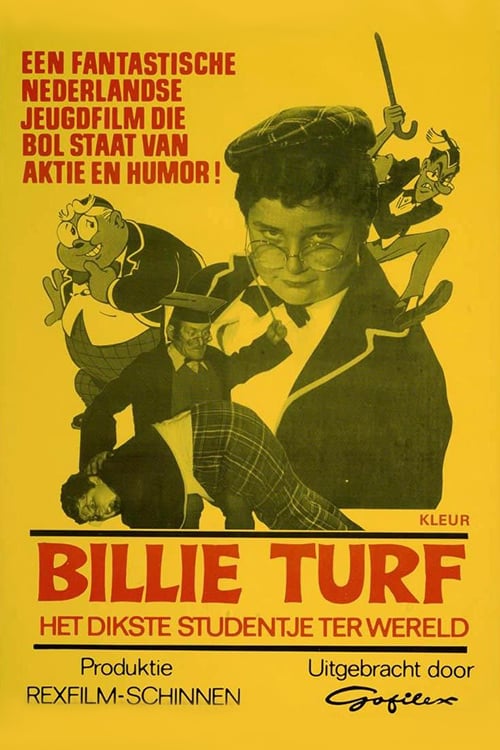 EEN FANTASTISCHE
NEDERLANDSE
JEUGDFILM DIE
BOL STAAT VAN
AKTIE EN HUMOR!
KLEUR
BILLIE TURF
HET DIKSTE STUDENTJE TER WERELD
Produktie
REXFILM-SCHINNEN
Uitgebracht door
Gofilex